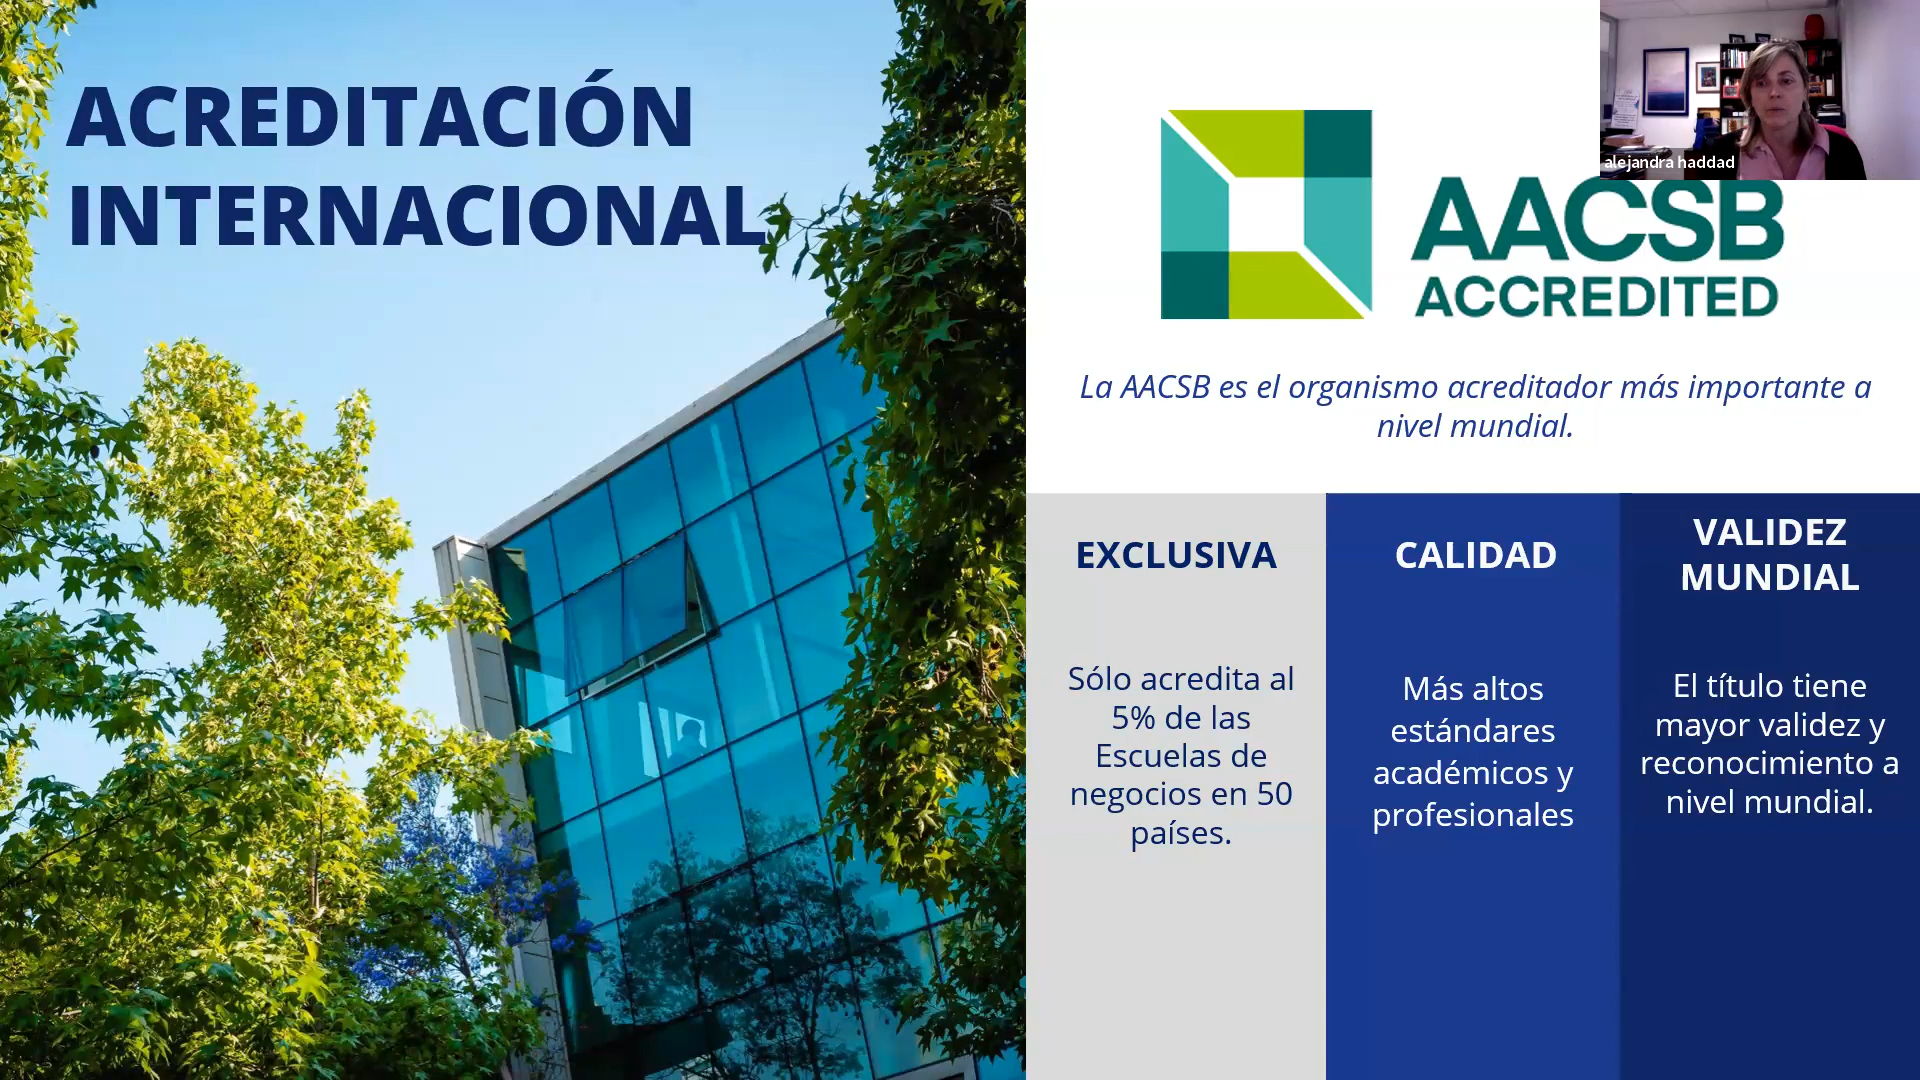 ACREDITACIÓN
INTERNACIONAL
alejandra haddad
AACSB
ACCREDITED
La AACSB es el organismo acreditador más importante a
nivel mundial.
EXCLUSIVA
Sólo acredita al
5% de las
Escuelas de
negocios en 50
países.
CALIDAD
Más altos
estándares
académicos y
profesionales
VALIDEZ
MUNDIAL
El título tiene
mayor validez y
reconocimiento a
nivel mundial.